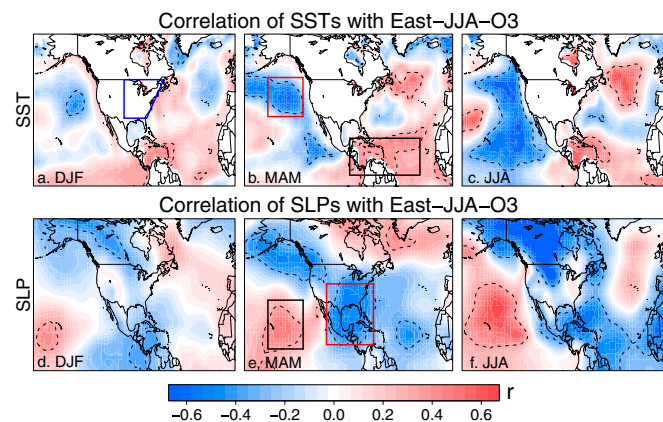 Correlation of SSTs with East−JJA−O3
SST
a. DJF
b. MAM
c. JJA
Correlation of SLPs with East−JJA−O3
SLP
d. DJF
e. MAM
f. JJA
−0.6 −0.4 −0.2 0.0 0.2 0.4 0.6 r